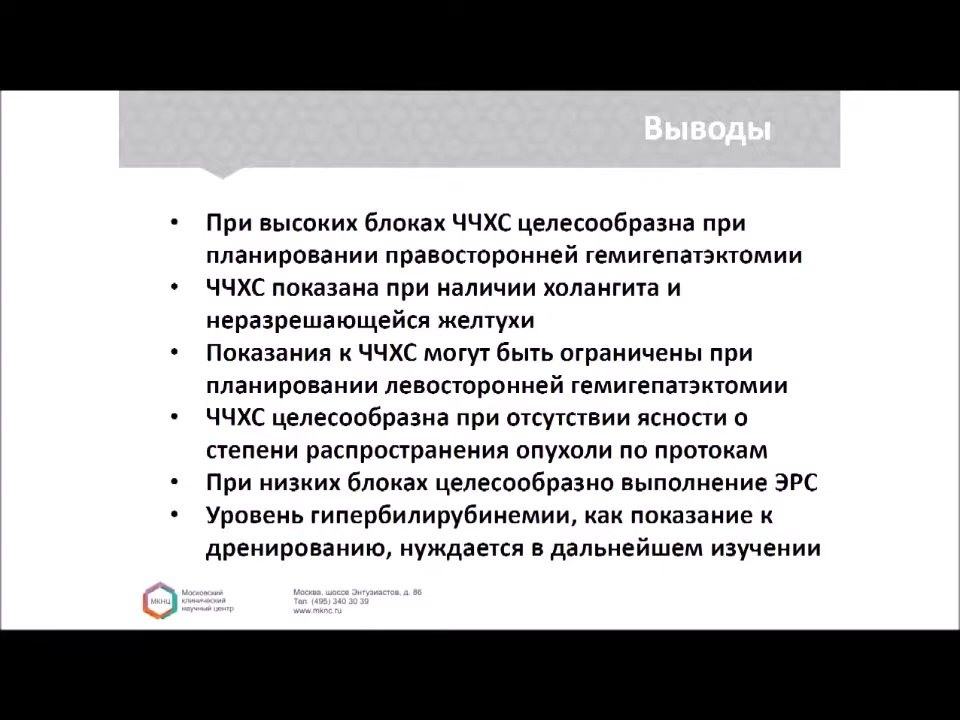 Выводы
• При высоких блоках ЧЧХС целесообразна при
планировании правосторонней гемигепатэктомии
• ЧЧХС показана при наличии холангита и
неразрешающейся желтухи
• Показания к ЧЧХС могут быть ограничены при
планировании левосторонней гемигепатэктомии
• ЧЧХС целесообразна при отсутствии ясности о
степени распространения опухоли по протокам
• При низких блоках целесообразно выполнение ЭРС
• Уровень гипербилирубинемии, как показание к
дренированию, нуждается в дальнейшем изучении
МКНЦ
Московский
клинический
научный центр
Москва, шоссе Энтузиастов, д. 86
Тел. (495) 340 30 39
www.mknc.ru